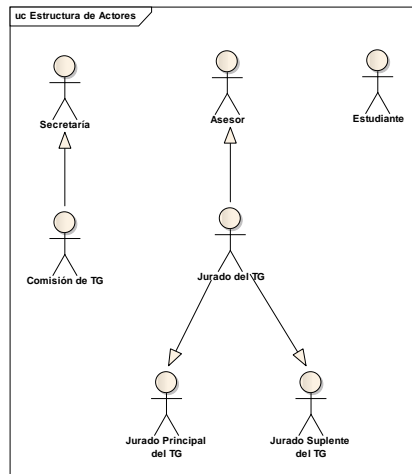 uc Estructura de Actores
Secretaría
Asesor
Estudiante
Comisión de TG
Jurado del TG
Jurado Principal
del TG
Jurado Suplente
del TG